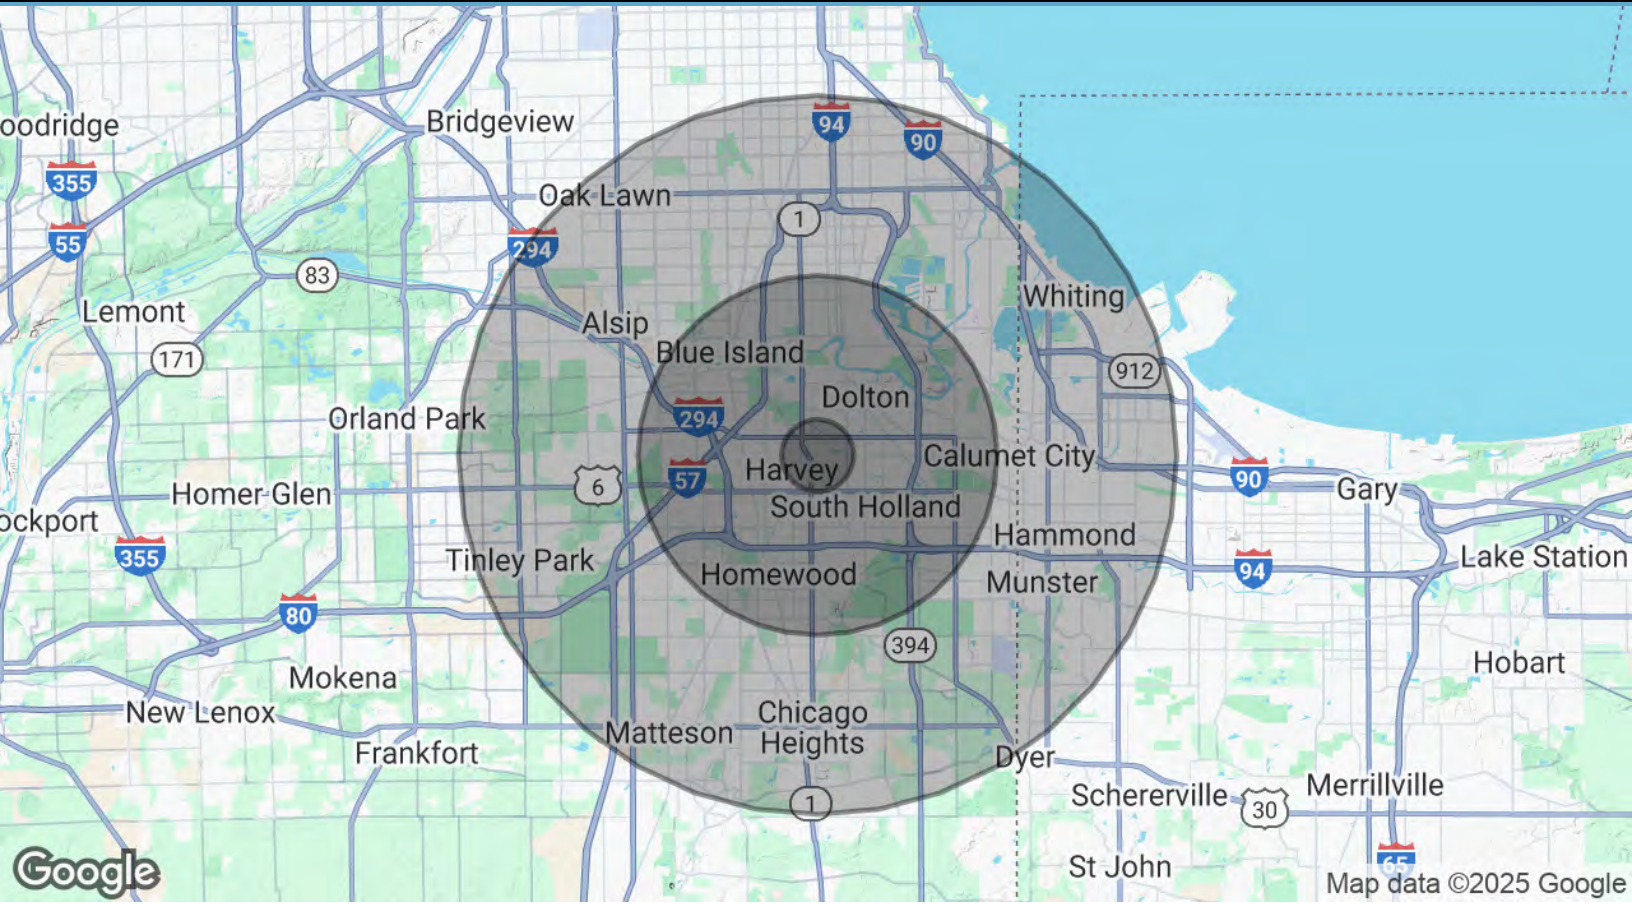 94
90
Bridgeview
oodridge
355
Oak Lawn
1
55
294
83
Whiting
Lemont
Alsip
Blue Island
171
912
Dolton
294
Orland Park
Calumet City
Harvey
57
90
6
Gary
Homer Glen
South Holland
ockport
Hammond
355
Tinley Park
Lake Station
94
Homewood
Munster
80
394
Hobart
Mokena
New Lenox
Chicago
Heights
Matteson
Frankfort
Dyer
Merrillville
Schererville
1
30
65
St John
Google
Map data ©2025 Google